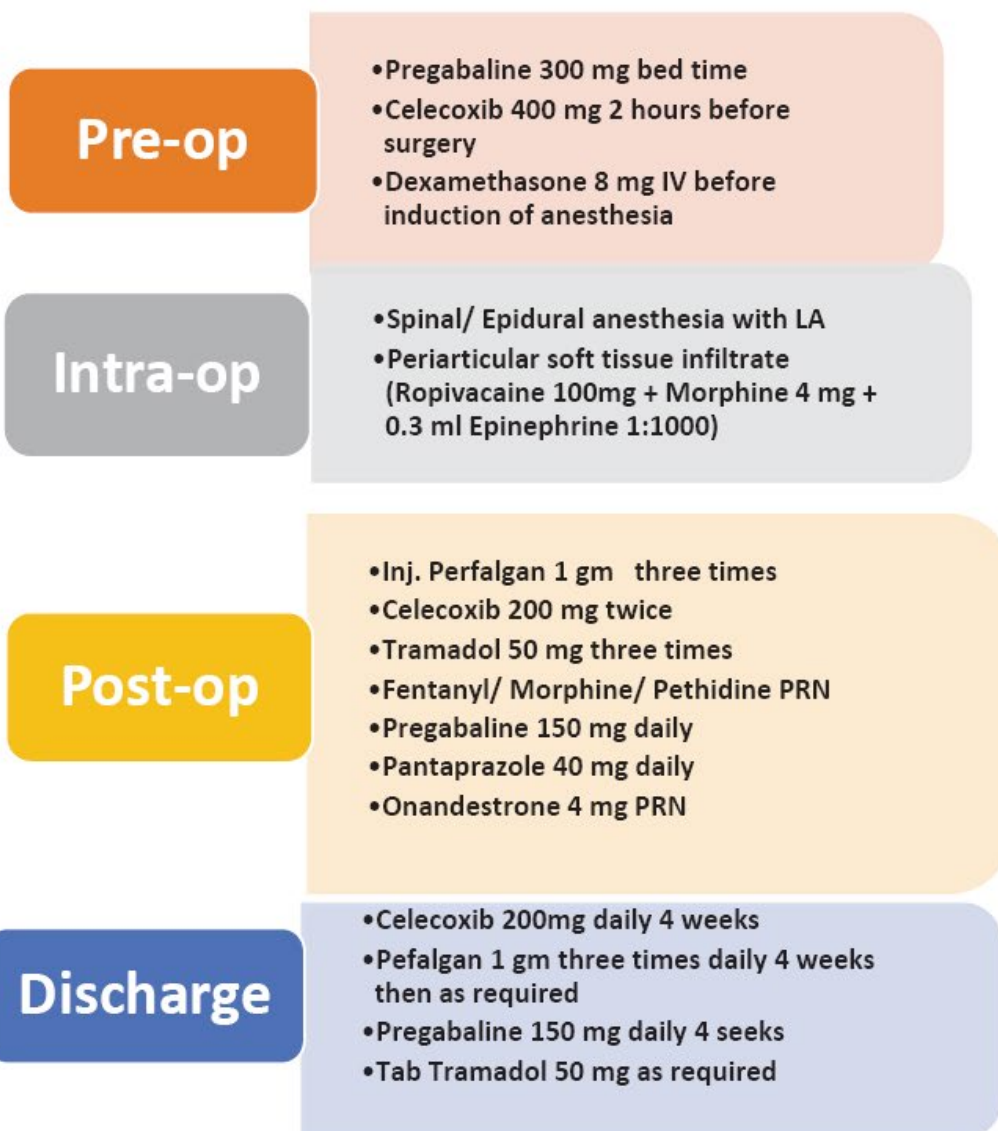 Pre-op
•Pregabaline 300 mg bed time
•Celecoxib 400 mg 2 hours before
surgery
•Dexamethasone 8 mg IV before
induction of anesthesia
Intra-op
•Spinal/ Epidural anesthesia with LA
•Periarticular soft tissue infiltrate
(Ropivacaine 100mg + Morphine 4 mg +
0.3 ml Epinephrine 1:1000)
Post-op
•Inj. Perfalgan 1 gm   three times
•Celecoxib 200 mg twice
•Tramadol 50 mg three times
•Fentanyl/ Morphine/ Pethidine PRN
•Pregabaline 150 mg daily
•Pantaprazole 40 mg daily
•Onandestrone 4 mg PRN
Discharge
•Celecoxib 200mg daily 4 weeks
•Pefalgan 1 gm three times daily 4 weeks
then as required
•Pregabaline 150 mg daily 4 seeks
•Tab Tramadol 50 mg as required